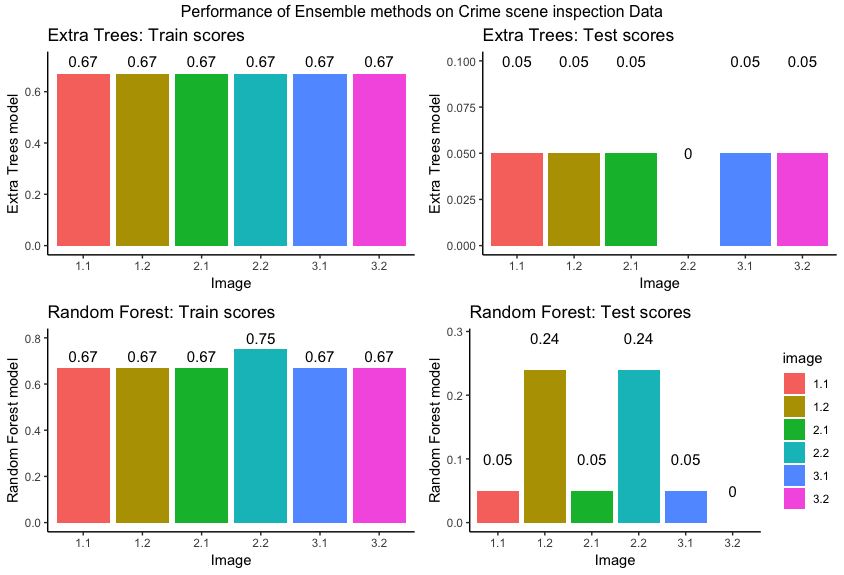 Performance of Ensemble methods on Crime scene inspection Data
Extra Trees: Train scores
0.67 0.67 0.67 0.67 0.67 0.67
Extra Trees model
0.6
0.4
0.2
0.0
1.1 1.2 2.1 2.2 3.1 3.2
Image
Extra Trees: Test scores
0.05 0.05 0.05 0 0.05 0.05
Extra Trees model
0.100
0.075
0.050
0.025
0.000
1.1 1.2 2.1 2.2 3.1 3.2
Image
Random Forest: Train scores
0.67 0.67 0.67 0.75 0.67 0.67
Random Forest model
0.8
0.6
0.4
0.2
0.0
1.1 1.2 2.1 2.2 3.1 3.2
Image
Random Forest: Test scores
0.05 0.24 0.05 0.24 0.05 0
Random Forest model
0.3
0.2
0.1
0.0
1.1 1.2 2.1 2.2 3.1 3.2
Image
image
1.1
1.2
2.1
2.2
3.1
3.2